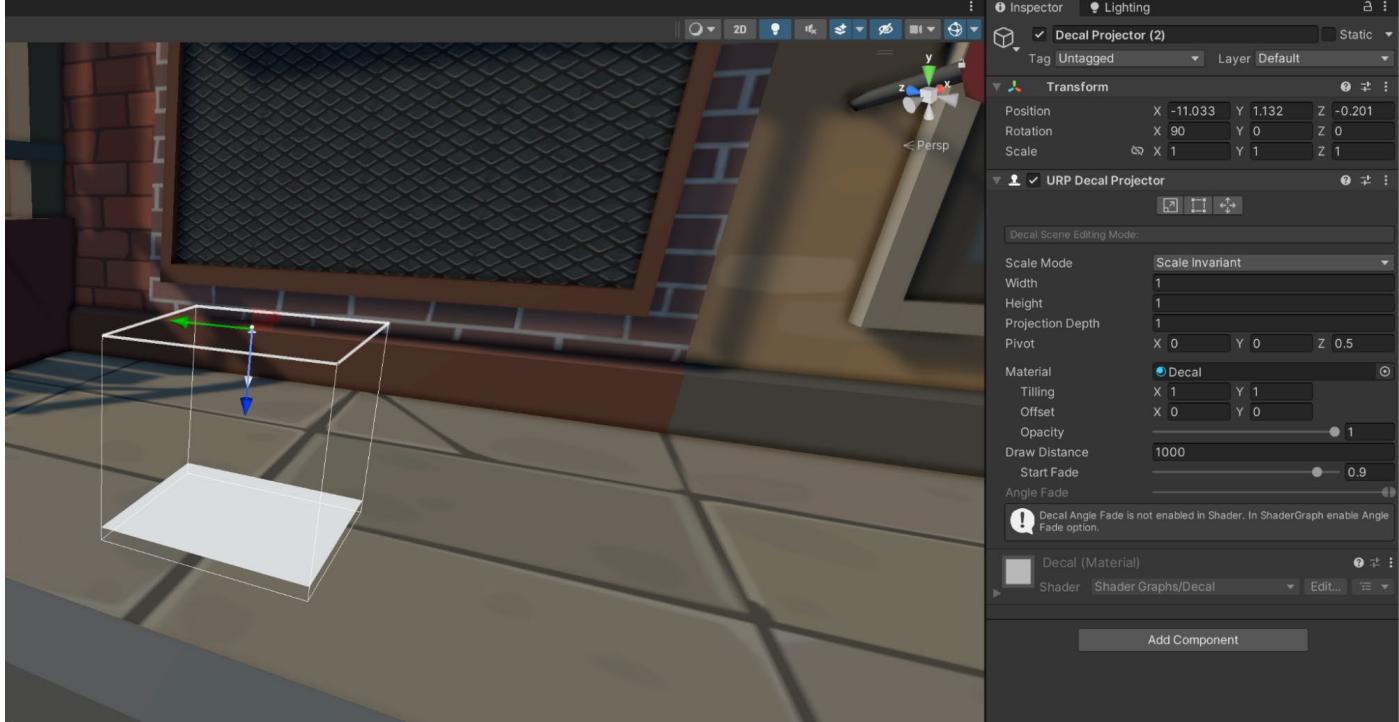 Inspector Lighting
2D
Decal Projector (2) Static
Tag Untagged Layer Default
Transform
Position X -11.033 Y 1.132 Z -0.201
Rotation X 90 Y 0 Z 0
Scale X 1 Y 1 Z 1
y
z x
Persp
URP Decal Projector
Decal Scene Editing Mode:
Scale Mode Scale Invariant
Width 1
Height 1
Projection Depth 1
Pivot X 0 Y 0 Z 0.5
Material Decal
Tilling X 1 Y 1
Offset X 0 Y 0
Opacity 1
Draw Distance 1000
Start Fade 0.9
Angle Fade
Decal Angle Fade is not enabled in Shader. In ShaderGraph enable Angle
Fade option.
Decal (Material)
Shader Shader Graphs/Decal Edit...
Add Component